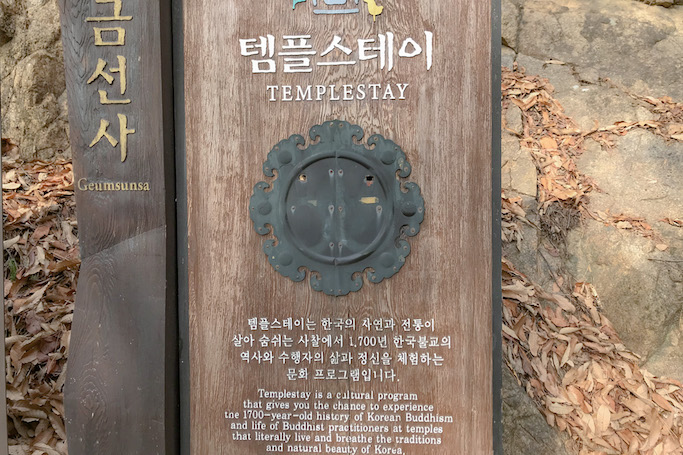 금선사
Geumsunsa
템플스테이
TEMPLESTAY
템플스테이는 한국의 자연과 전통이
살아 숨쉬는 사찰에서 1,700년 한국불교의
역사와 수행자의 삶과 정신을 체험하는
문화 프로그램입니다.
Templestay is a cultural program
that gives you the chance to experience
the 1700-year-old history of Korean Buddhism
and life of Buddhist practitioners at temples
that literally live and breathe the traditions
and natural beauty of Korea.